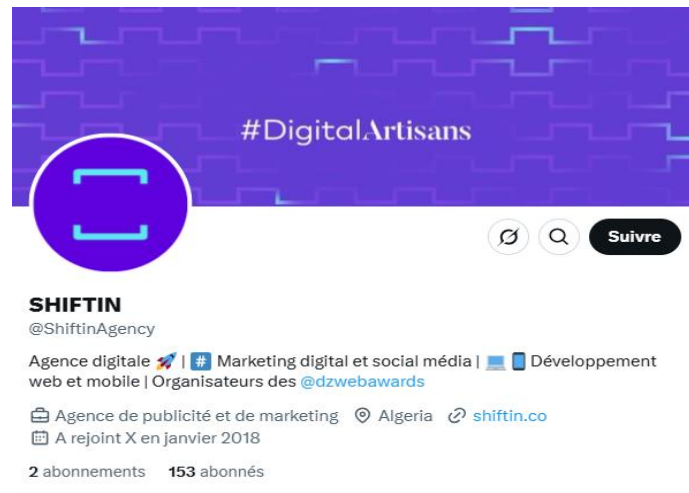 #DigitalArtisans
Suivre
SHIFTIN
@ShiftinAgency
Agence digitale 🚀 | #️⃣ Marketing digital et social média | 💻 📱 Développement
web et mobile | Organisateurs des @dzwebawards
Agence de publicité et de marketing Algeria shiftin.co
A rejoint X en janvier 2018
2 abonnements 153 abonnés